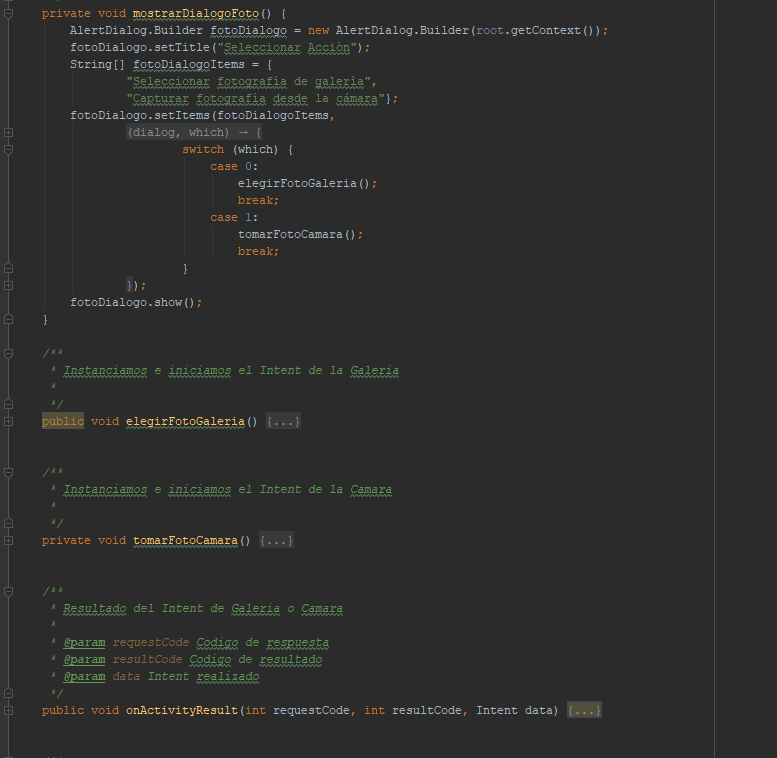 private void mostrarDialogoFoto() {
AlertDialog.Builder fotoDialogo = new AlertDialog.Builder(root.getContext());
fotoDialogo.setTitle("Seleccionar Acción");
String[] fotoDialogoItems = {
"Seleccionar fotografía de galería",
"Capturar fotografía desde la cámara"};
fotoDialogo.setItems(fotoDialogoItems,
(dialog, which) → {
switch (which) {
case 0:
elegirFotoGaleria();
break;
case 1:
tomarFotoCamara();
break;
}
});
fotoDialogo.show();
}
/**
* Instanciamos e iniciamos el Intent de la Galeria
*
*/
public void elegirFotoGaleria() {...}
/**
* Instanciamos e iniciamos el Intent de la Camara
*
*/
private void tomarFotoCamara() {...}
/**
* Resultado del Intent de Galeria o Camara
*
* @param requestCode Codigo de respuesta
* @param resultCode Codigo de resultado
* @param data Intent realizado
*/
public void onActivityResult(int requestCode, int resultCode, Intent data) {...}